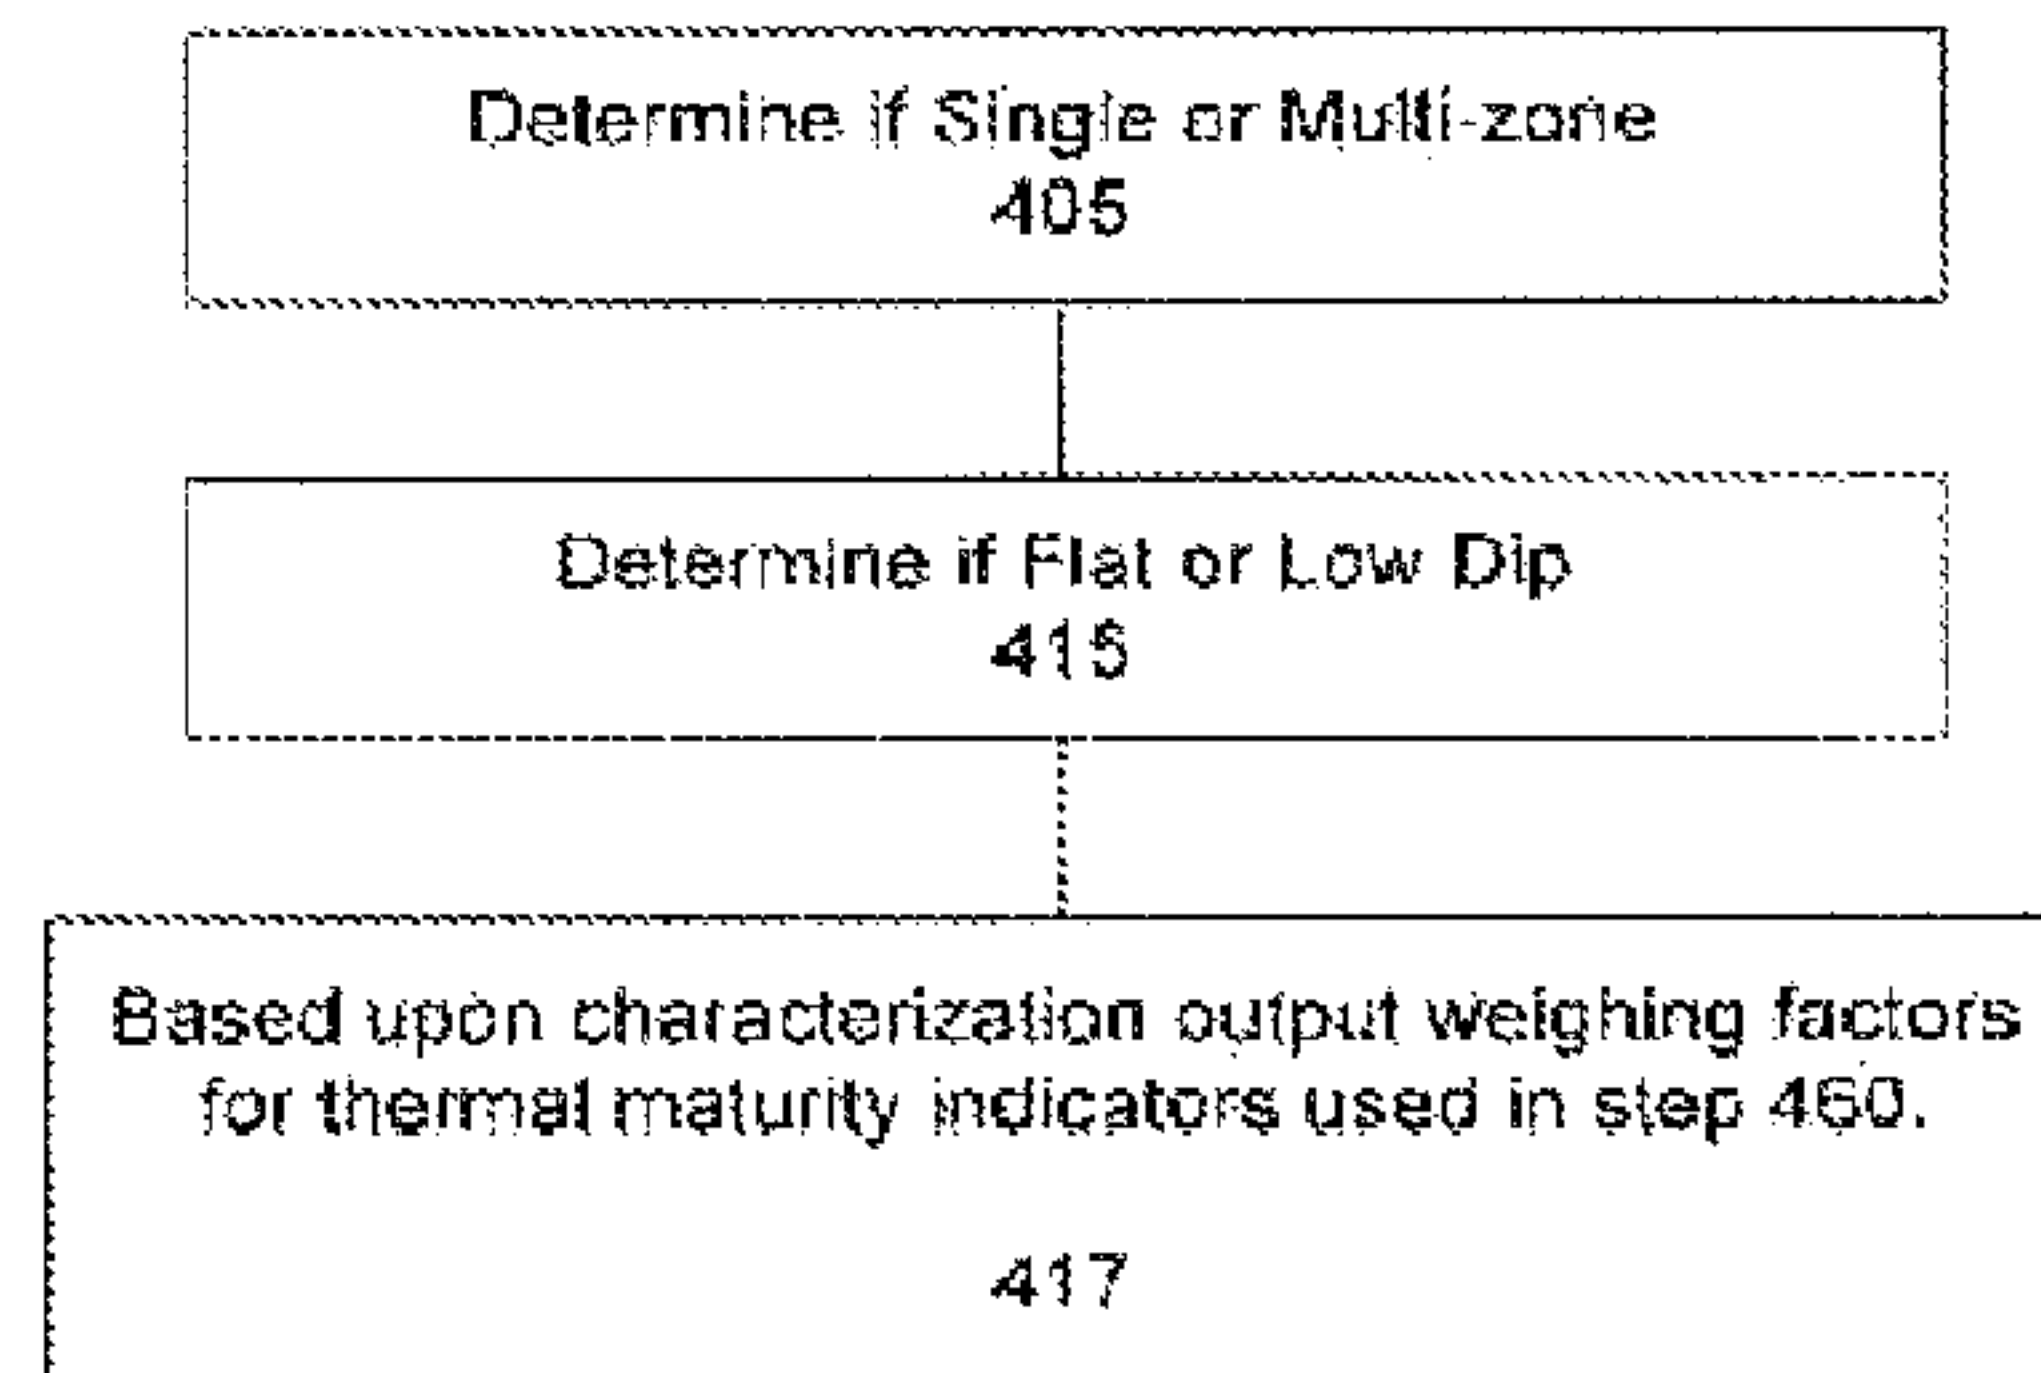 Determine if Single or Multi-zone
405
Determine if Flat or Low Dip
415
Based upon characterization output weighing factors
for thermal maturity indicators used in step 460.
417